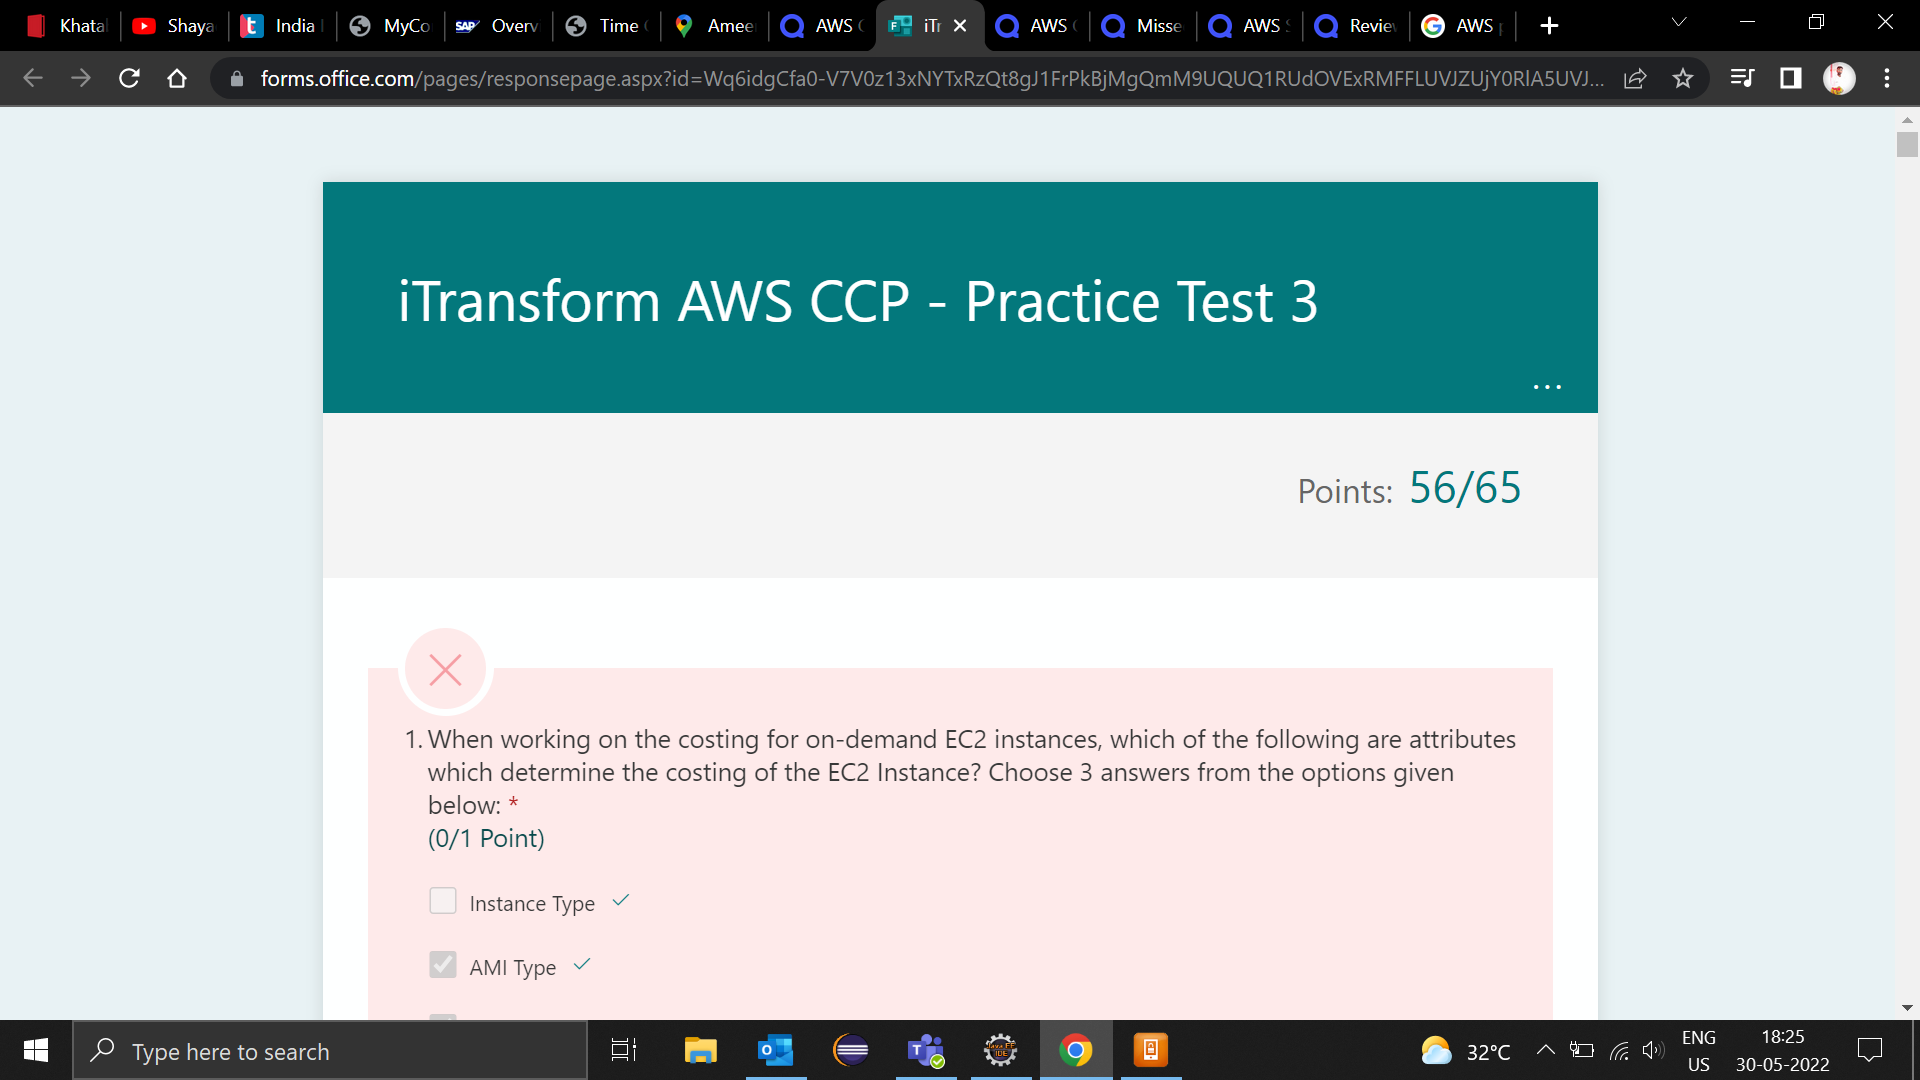 Khata
Shaya
India
MyCo
SAP
Overv
Time
Amee
AWS
iTr
AWS
Misse
AWS S
Review
AWS
forms.office.com/pages/responsepage.aspx?id=Wq6idgCfa0-V7V0z13xNYTxRzQt8gJ1FrPkBjMgQmM9UQUQ1RUdOVExRMFFLUVJZUjY0RlA5UVJ...
iTransform AWS CCP - Practice Test 3
...
Points: 56/65
1. When working on the costing for on-demand EC2 instances, which of the following are attributes
which determine the costing of the EC2 Instance? Choose 3 answers from the options given
below: *
(0/1 Point)
Instance Type
AMI Type
Type here to search
32°C
ENG
US
18:25
30-05-2022